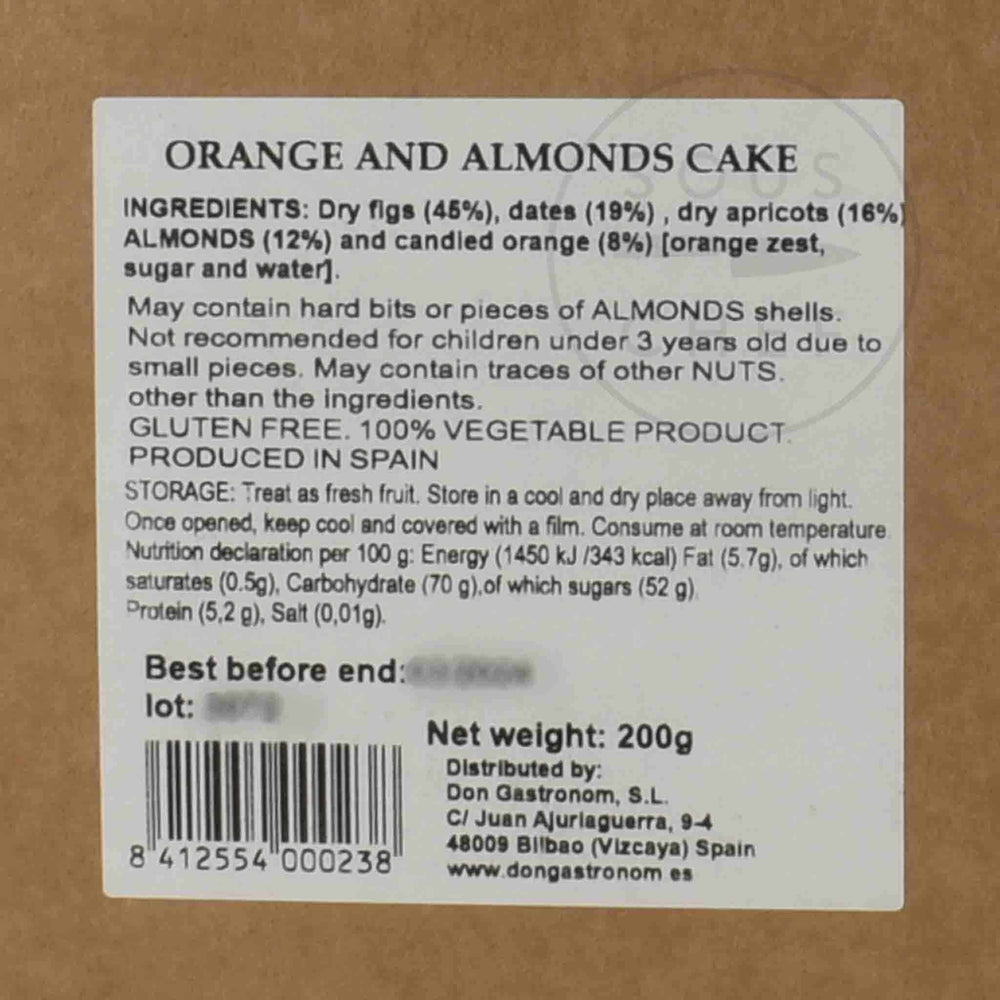 ORANGE AND ALMONDS CAKE
INGREDIENTS: Dry figs (45%), dates (19%) , dry apricots (16%)
ALMONDS (12%) and candied orange (8%) [orange zest,
sugar and water].
May contain hard bits or pieces of ALMONDS shells.
Not recommended for children under 3 years old due to
small pieces. May contain traces of other NUTS.
other than the ingredients.
GLUTEN FREE. 100% VEGETABLE PRODUCT.
PRODUCED IN SPAIN
STORAGE: Treat as fresh fruit. Store in a cool and dry place away from light.
Once opened, keep cool and covered with a film. Consume at room temperature.
Nutrition declaration per 100 g: Energy (1450 kJ /343 kcal) Fat (5.7g), of which
saturates (0.5g), Carbohydrate (70 g),of which sugars (52 g).
Protein (5,2 g), Salt (0,01g).
Best before end:
lot:
Net weight: 200g
Distributed by:
Don Gastronom, S.L.
C/ Juan Ajuriaguerra, 9-4
48009 Bilbao (Vizcaya) Spain
www.dongastronom es
8 412554 000238
SOUS
CHEF